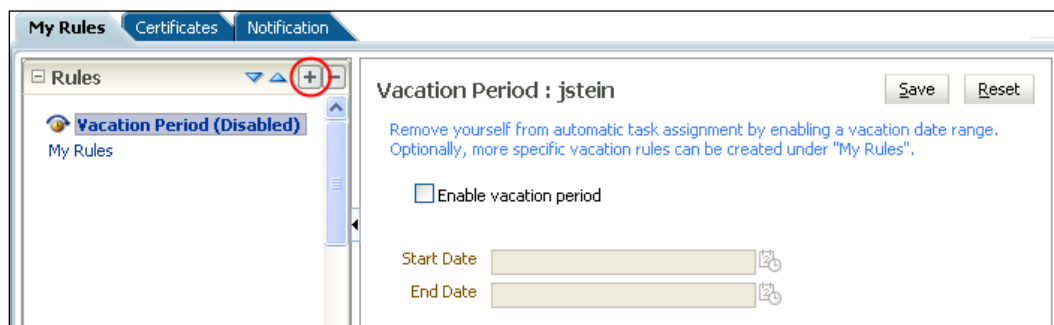 My Rules Certificates Notification
Rules
Vacation Period (Disabled)
My Rules
Vacation Period : jstein Save Reset
Remove yourself from automatic task assignment by enabling a vacation date range.
Optionally, more specific vacation rules can be created under "My Rules".
Enable vacation period
Start Date
End Date